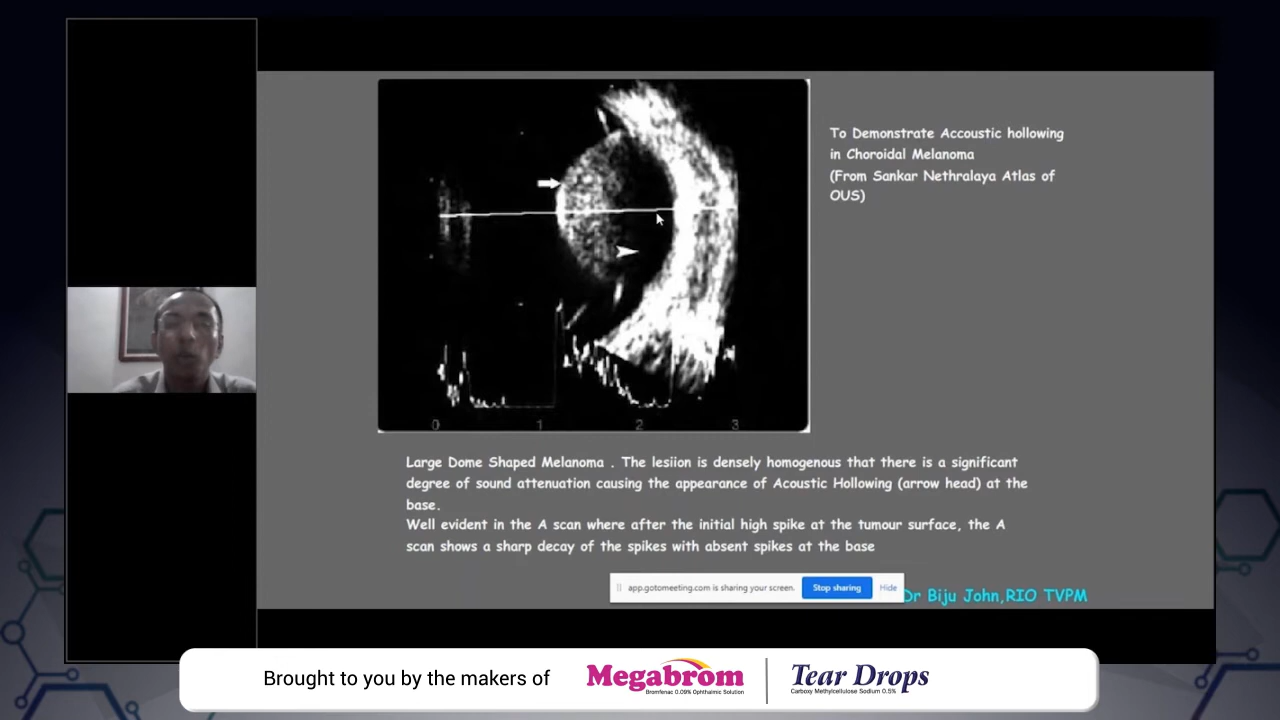 To Demonstrate Accoustic hollowing
in Choroidal Melanoma
(From Sankar Nethralaya Atlas of
OUS)
0 1 2 3
Large Dome Shaped Melanoma . The lesiion is densely homogenous that there is a significant
degree of sound attenuation causing the appearance of Acoustic Hollowing (arrow head) at the
base.
Well evident in the A scan where after the initial high spike at the tumour surface, the A
scan shows a sharp decay of the spikes with absent spikes at the base
app.gotomeeting.com is sharing your screen. Stop sharing Hide
Dr Biju John,RIO TVPM
Brought to you by the makers of
Megabrom
Bromfenac 0.09% Ophthalmic Solution
Tear Drops
Carboxy Methylcellulose Sodium 0.5%